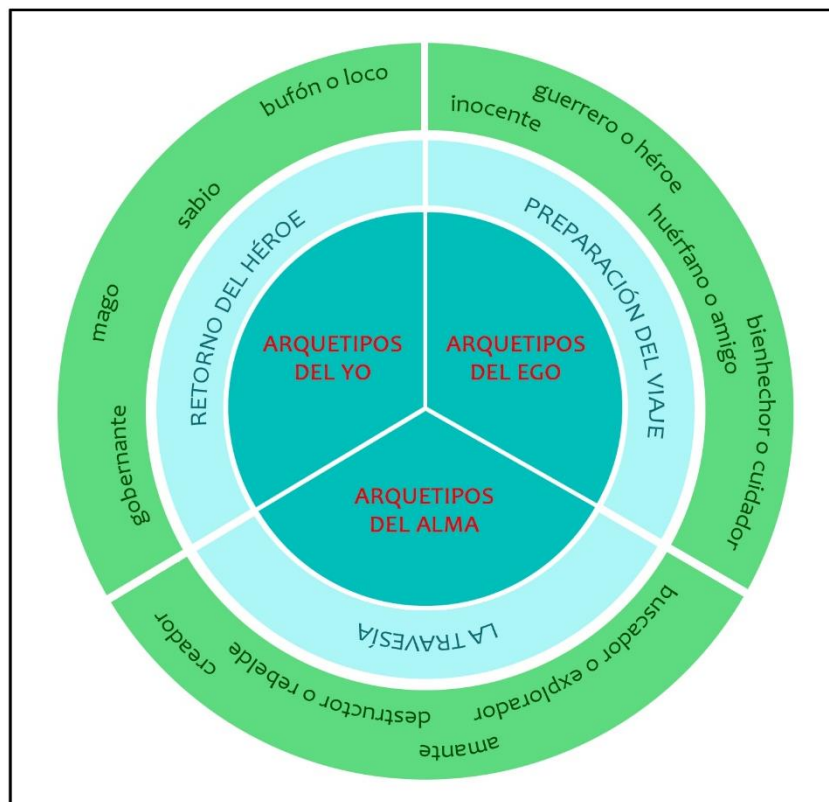 bufón o loco
sabio
mago
gobernante
inocente
guerrero o héroe
huérfano o amigo
bienhechor o cuidador
buscador o explorador
amante
destructor o rebelde
creador
RETORNO DEL HÉROE
PREPARACIÓN DEL VIAJE
LA TRAVESÍA
ARQUETIPOS
DEL YO
ARQUETIPOS
DEL EGO
ARQUETIPOS
DEL ALMA